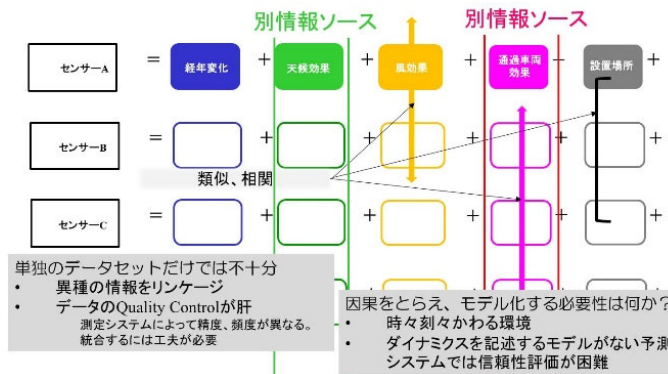 別情報ソース 別情報ソース
センサーA = 経年変化 + 天候効果 + 風効果 + 通過車両 効果 + 設置場所 +
センサーB = + + + + +
類似、相関
センサーC = + + + + +
単独のデータセットだけでは不十分
• 異種の情報をリンケージ
• データのQuality Controlが肝
測定システムによって精度、頻度が異なる。
統合するには工夫が必要
因果をとらえ、モデル化する必要性は何か?
• 時々刻々かわる環境
• ダイナミクスを記述するモデルがない予測
システムでは信頼性評価が困難